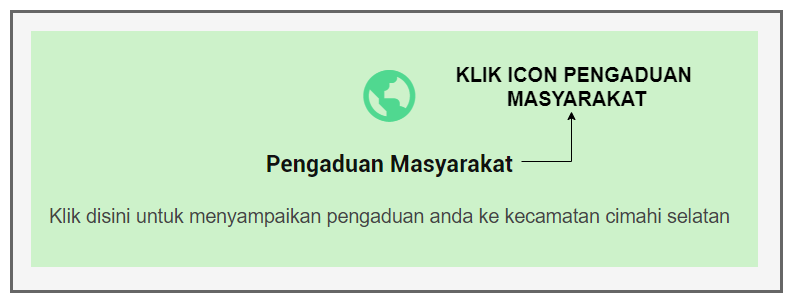 KLIK ICON PENGADUAN
MASYARAKAT
Pengaduan Masyarakat
Klik disini untuk menyampaikan pengaduan anda ke kecamatan cimahi selatan